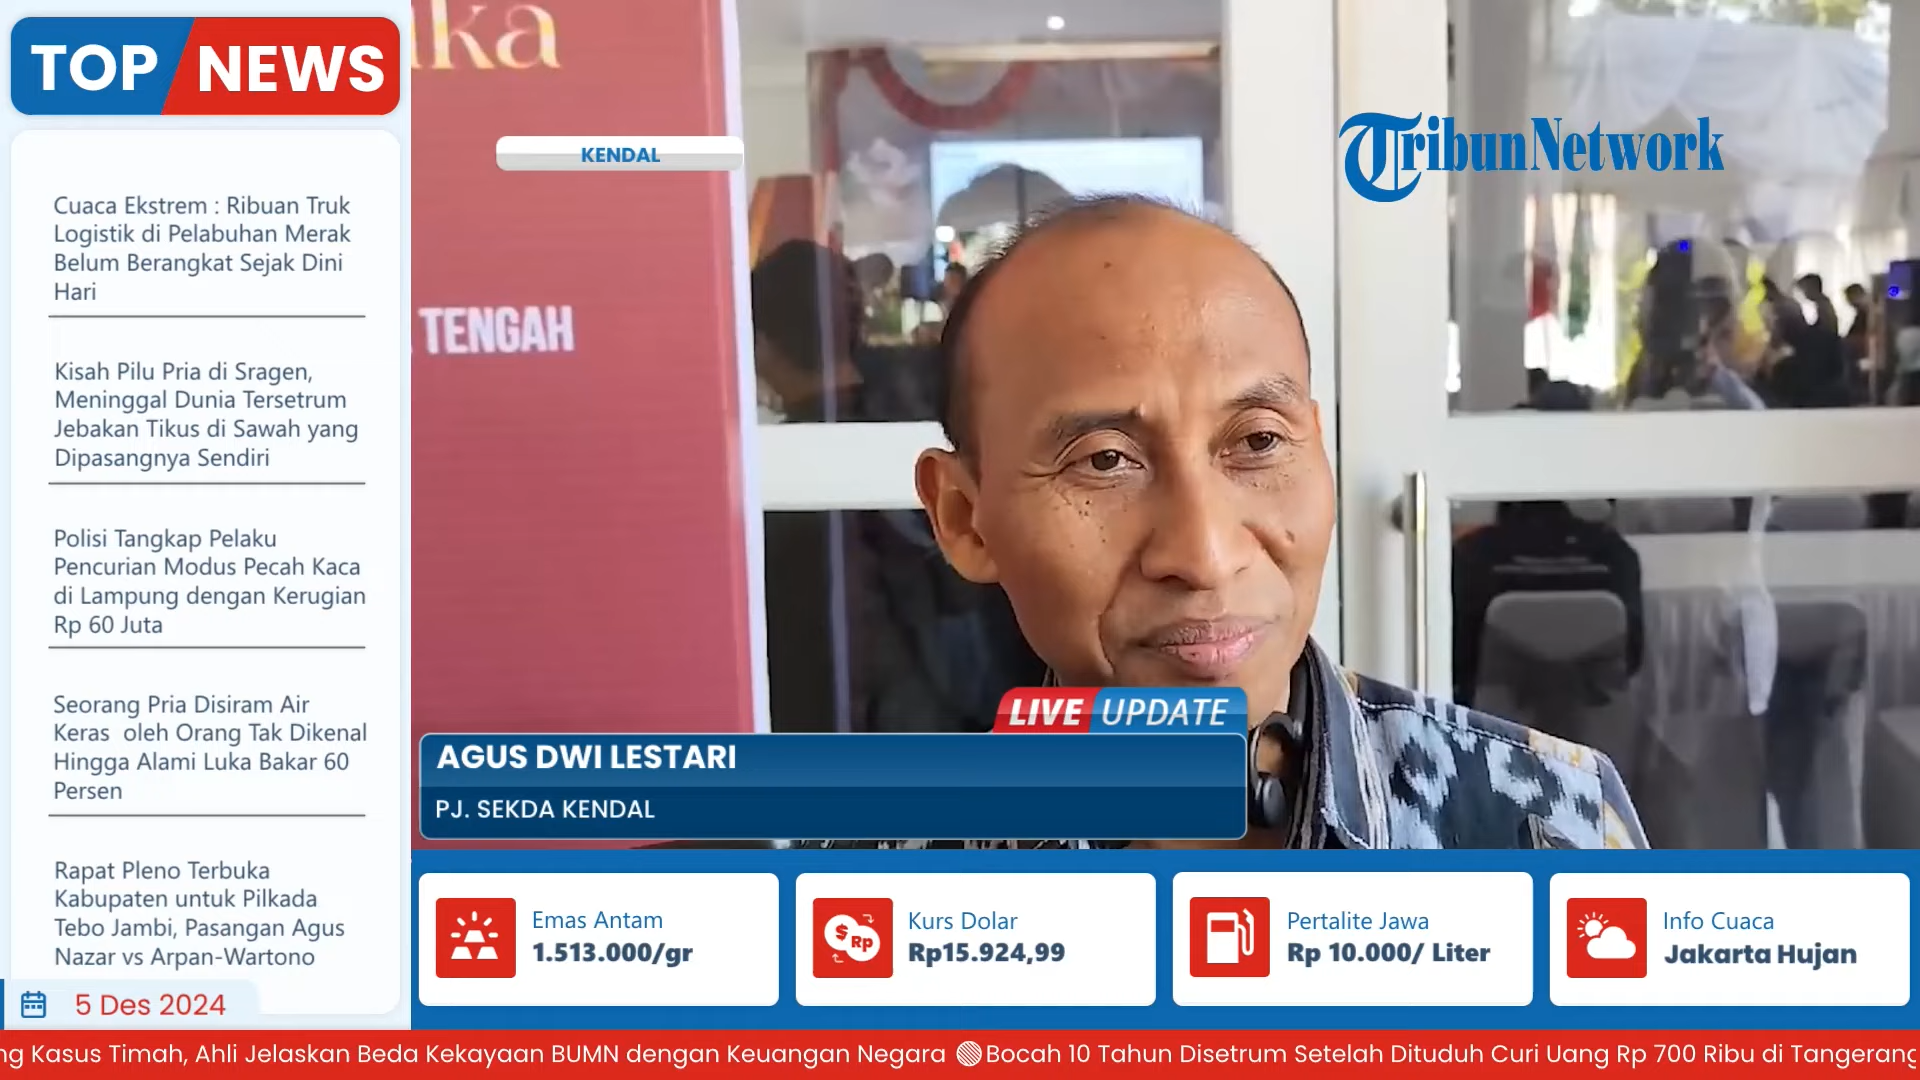 TOP NEWS
Cuaca Ekstrem : Ribuan Truk
Logistik di Pelabuhan Merak
Belum Berangkat Sejak Dini
Hari
Kisah Pilu Pria di Sragen,
Meninggal Dunia Tersetrum
Jebakan Tikus di Sawah yang
Dipasangnya Sendiri
Polisi Tangkap Pelaku
Pencurian Modus Pecah Kaca
di Lampung dengan Kerugian
Rp 60 Juta
Seorang Pria Disiram Air
Keras  oleh Orang Tak Dikenal
Hingga Alami Luka Bakar 60
Persen
Rapat Pleno Terbuka
Kabupaten untuk Pilkada
Tebo Jambi, Pasangan Agus
Nazar vs Arpan-Wartono
5 Des 2024
uka
KENDAL
TribunNetwork
TENGAH
LIVE UPDATE
AGUS DWI LESTARI
PJ. SEKDA KENDAL
Emas Antam
1.513.000/gr
Kurs Dolar
Rp15.924,99
Pertalite Jawa
Rp 10.000/ Liter
Info Cuaca
Jakarta Hujan
ng Kasus Timah, Ahli Jelaskan Beda Kekayaan BUMN dengan Keuangan Negara Bocah 10 Tahun Disetrum Setelah Dituduh Curi Uang Rp 700 Ribu di Tangerang